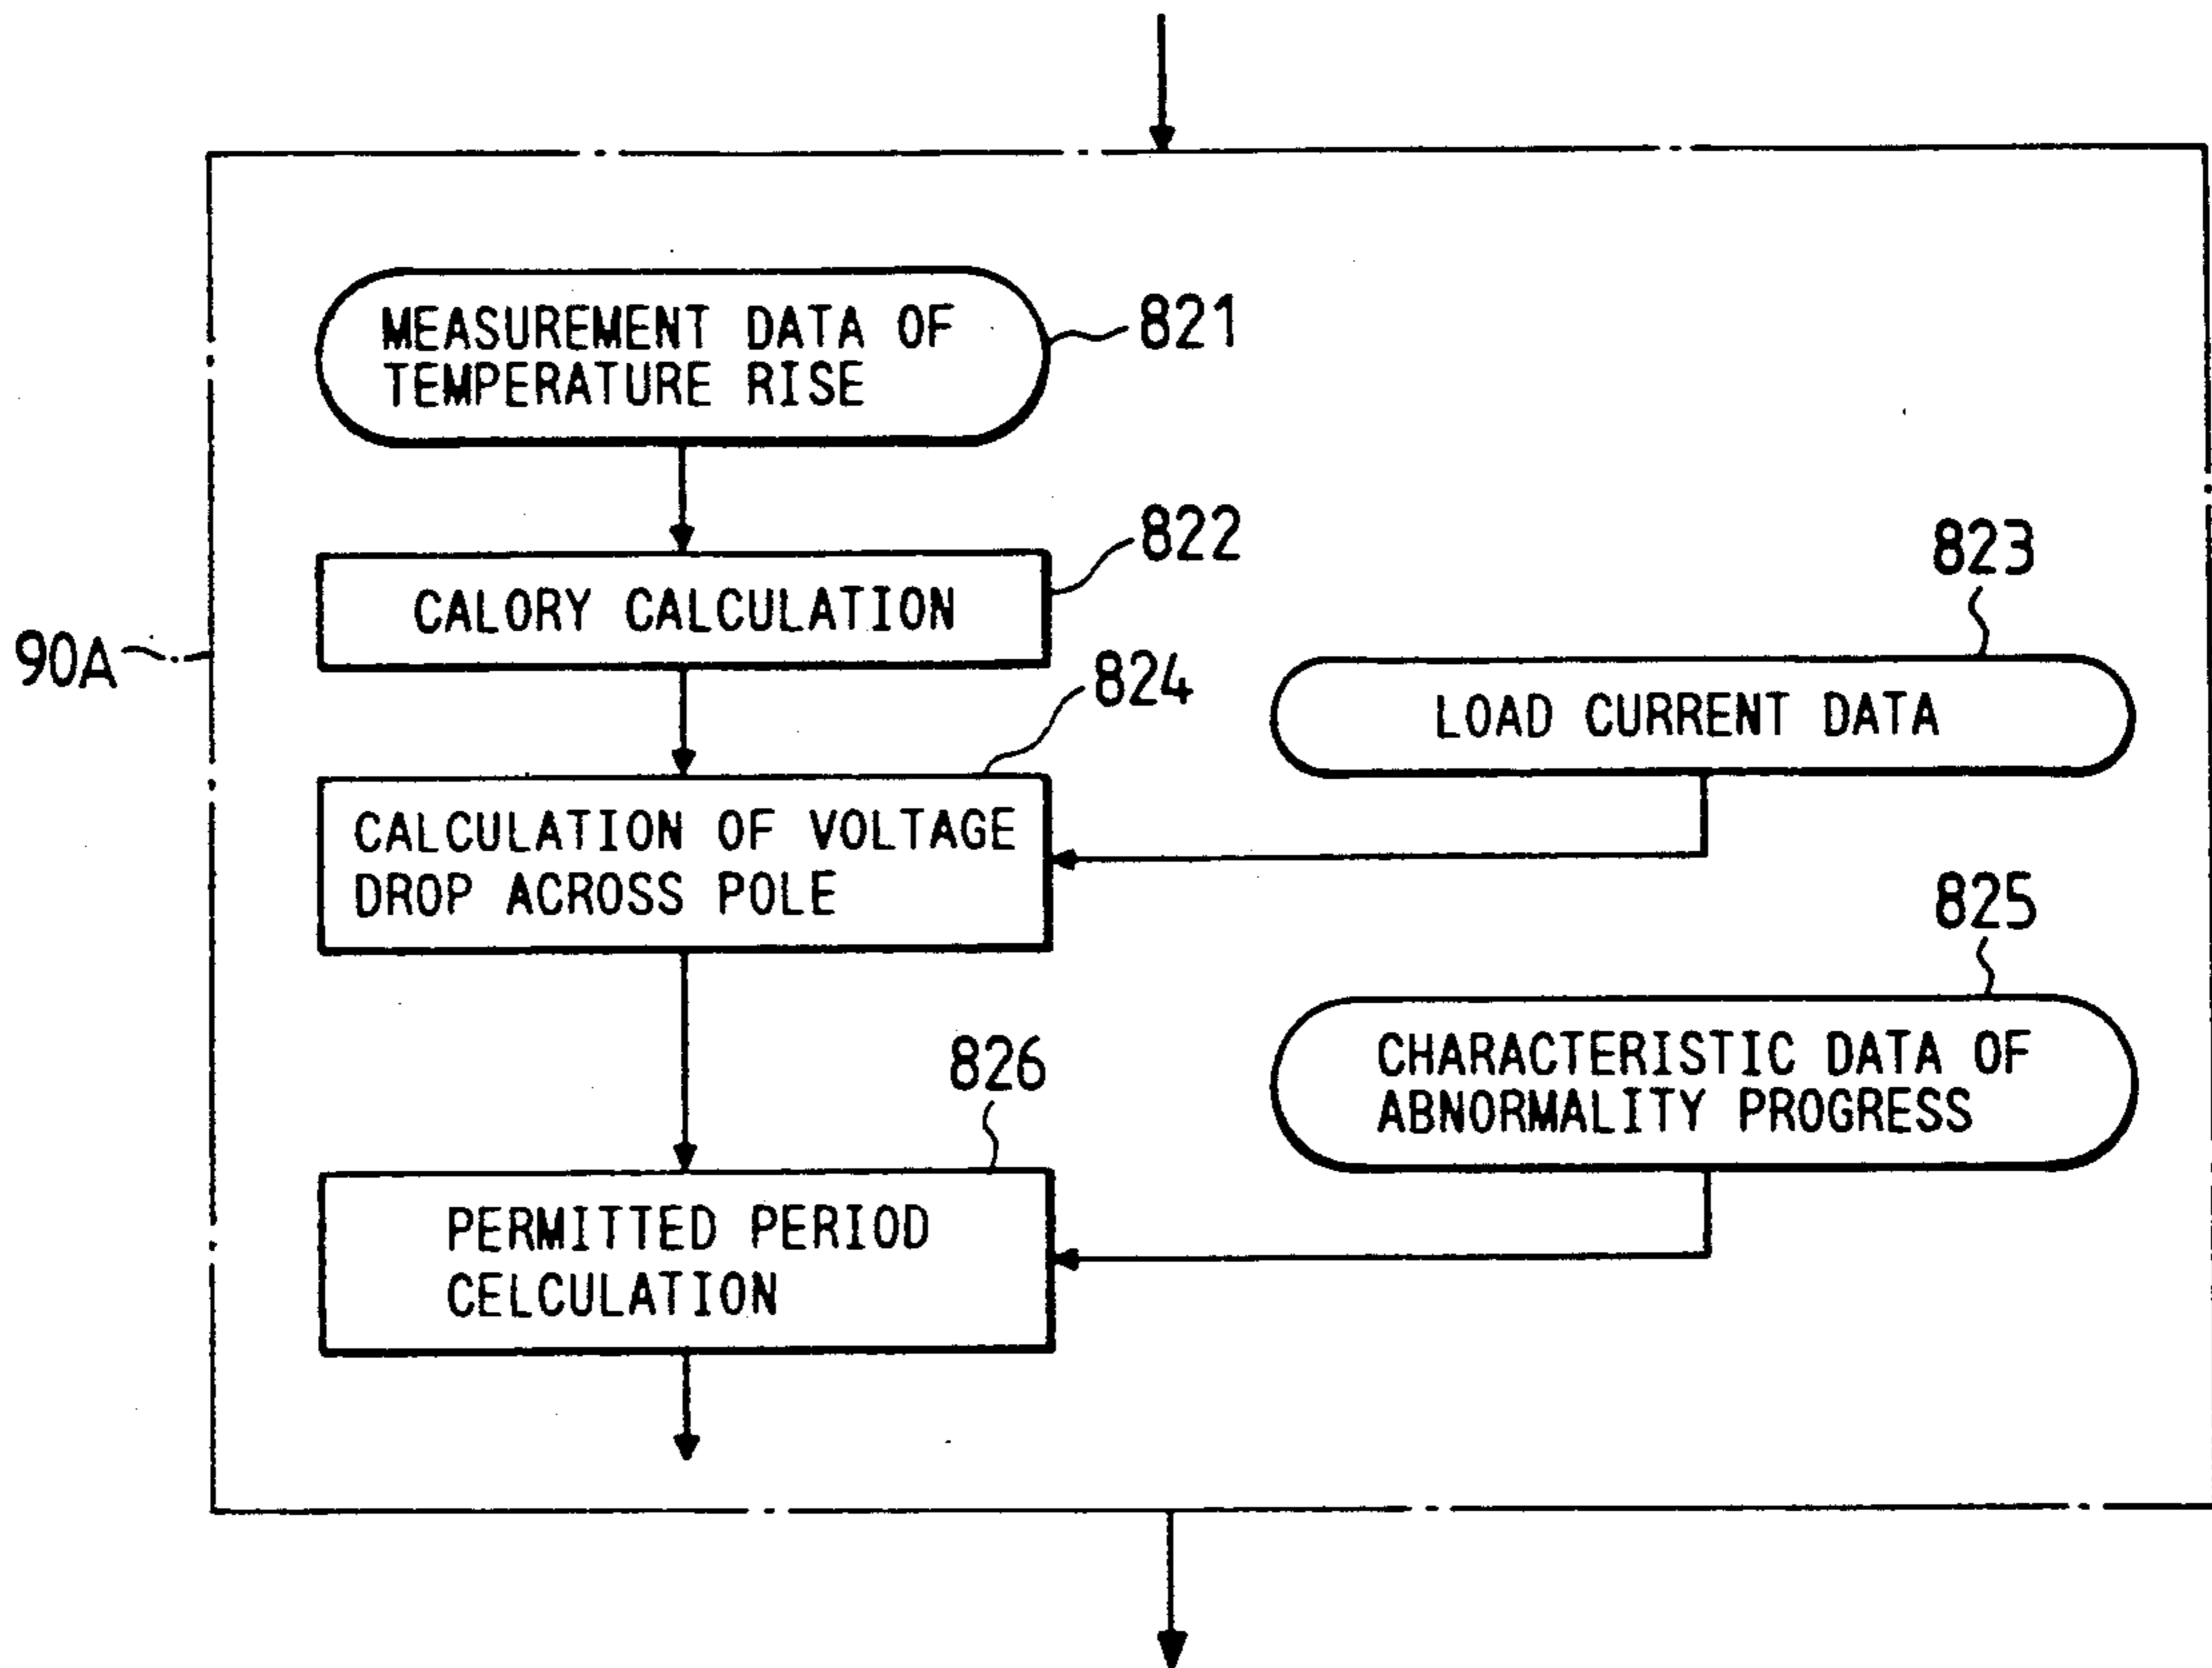 MEASUREMENT DATA OF
TEMPERATURE RISE
821
CALORY CALCULATION
822
823
90A
LOAD CURRENT DATA
824
CALCULATION OF VOLTAGE
DROP ACROSS POLE
825
CHARACTERISTIC DATA OF
ABNORMALITY PROGRESS
826
PERMITTED PERIOD
CELCULATION